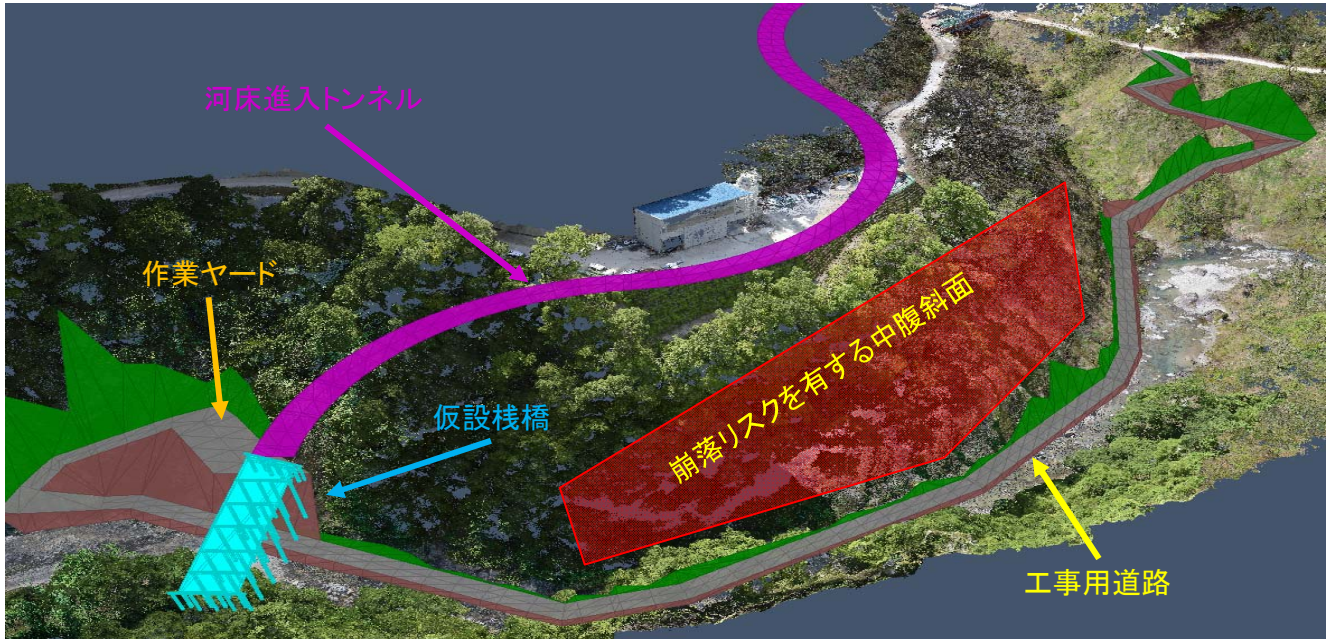 河床進入トンネル
作業ヤード
仮設桟橋
崩落リスクを有する中腹斜面
工事用道路